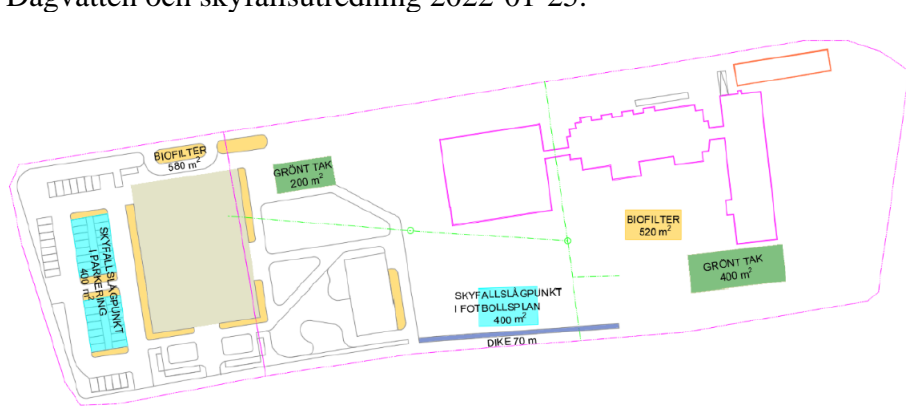 Dagvatten och skyfallsutredning 2022-01-25.
BIOFILTER
580 m²
GRÖNT TAK
200 m²
SKYFALLSLÅGPUNKT
I PARKERING
400 m²
BIOFILTER
520 m²
GRÖNT TAK
400 m²
SKYFALLSLÅGPUNKT
I FOTBOLLSPLAN
400 m²
DIKE 70 m